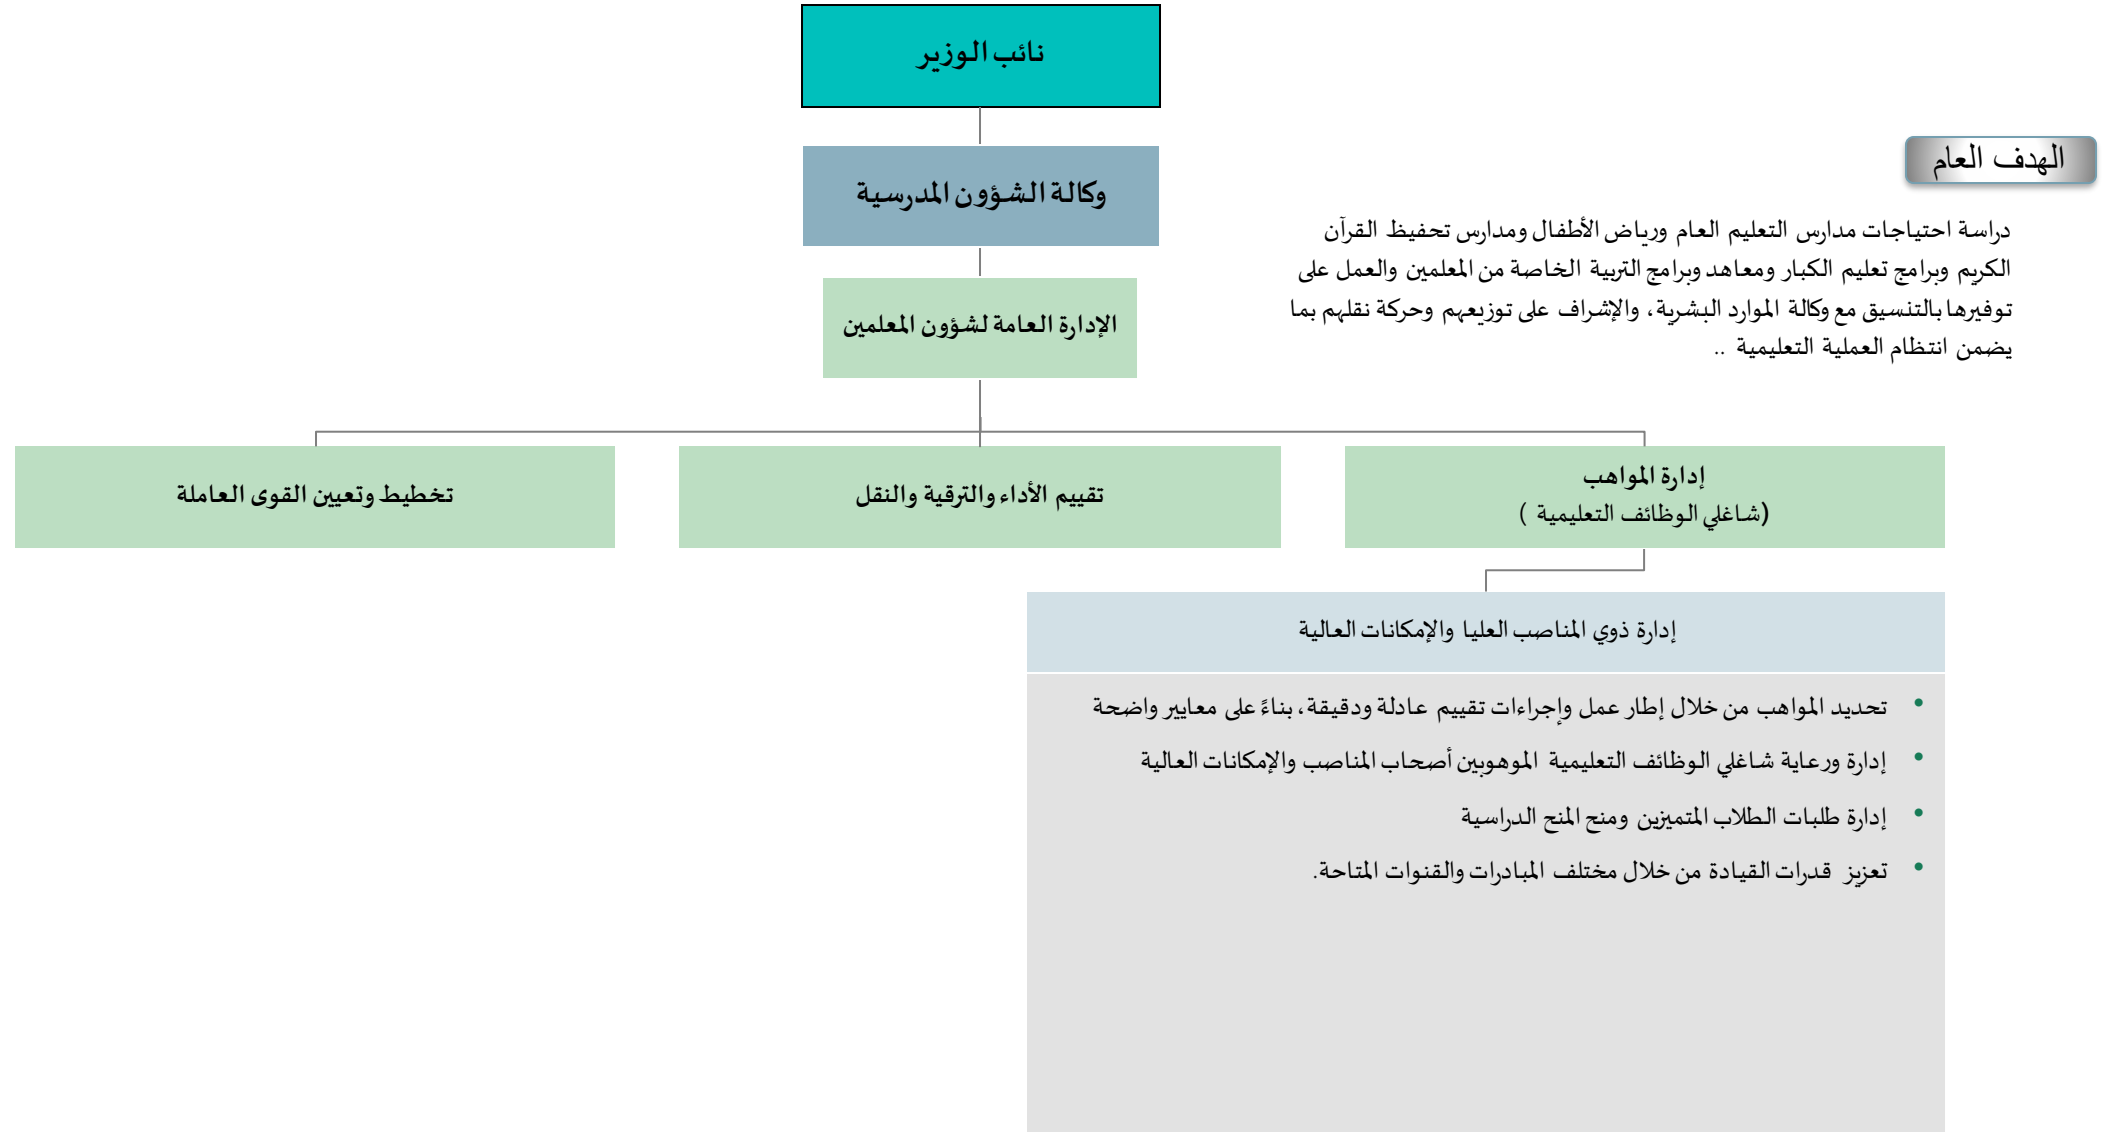 نائب الوزير
وكالة الشؤون المدرسية
الإدارة العامة لشؤون المعلمين
الهدف العام
دراسة احتياجات مدارس التعليم العام ورياض الأطفال ومدارس تحفيظ القرآن
الكريم وبرامج تعليم الكبار ومعاهد وبرامج التربية الخاصة من المعلمين والعمل على
توفيرها بالتنسيق مع وكالة الموارد البشرية، والإشراف على توزيعهم وحركة نقلهم بما
يضمن انتظام العملية التعليمية ..
إدارة المواهب
(شاغلي الوظائف التعليمية )
تقييم الأداء والترقية والنقل
تخطيط وتعيين القوى العاملة
إدارة ذوي المناصب العليا والإمكانات العالية
• تحديد المواهب من خلال إطار عمل وإجراءات تقييم عادلة ودقيقة، بناءً على معايير واضحة
• إدارة ورعاية شاغلي الوظائف التعليمية الموهوبين أصحاب المناصب والإمكانات العالية
• إدارة طلبات الطلاب المتميزين ومنح المنح الدراسية
• تعزيز قدرات القيادة من خلال مختلف المبادرات والقنوات المتاحة.